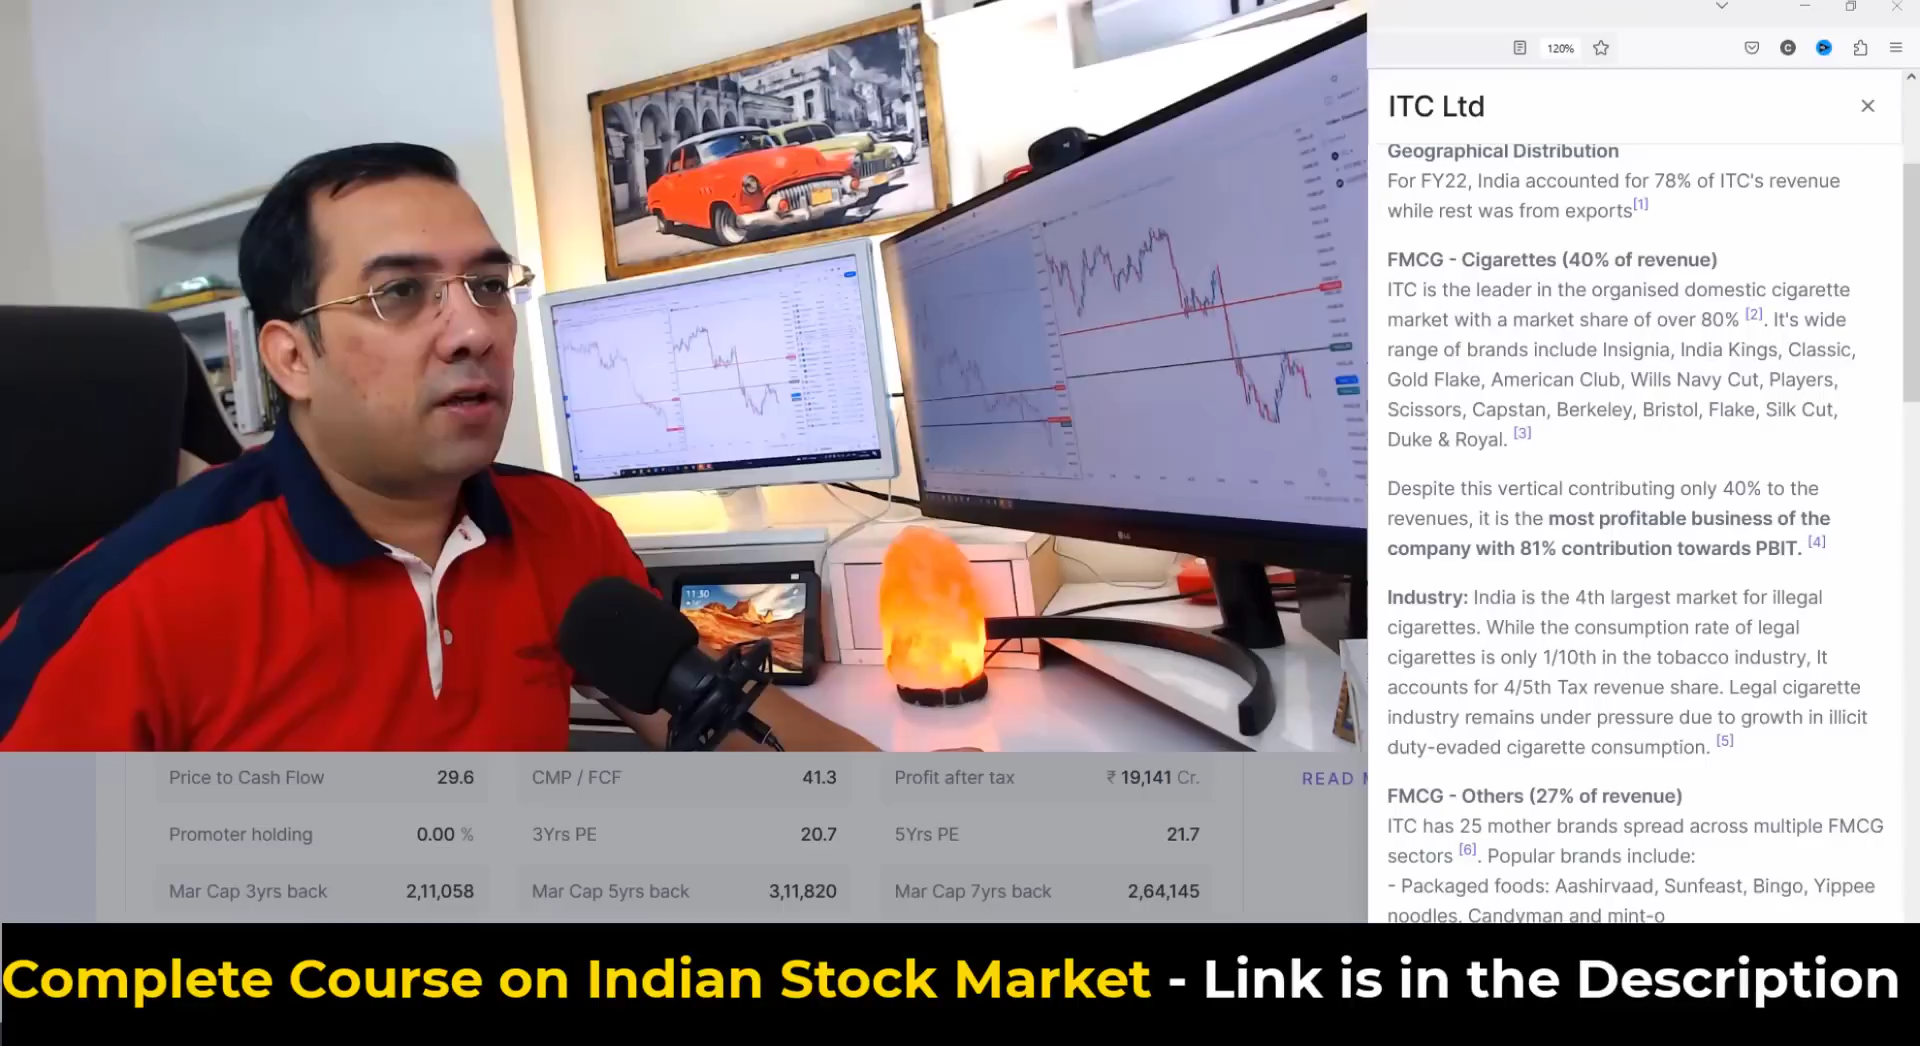 120%
ITC Ltd
Geographical Distribution
For FY22, India accounted for 78% of ITC's revenue
while rest was from exports[1]
FMCG - Cigarettes (40% of revenue)
ITC is the leader in the organised domestic cigarette
market with a market share of over 80% [2]. It's wide
range of brands include Insignia, India Kings, Classic,
Gold Flake, American Club, Wills Navy Cut, Players,
Scissors, Capstan, Berkeley, Bristol, Flake, Silk Cut,
Duke & Royal. [3]
Despite this vertical contributing only 40% to the
revenues, it is the most profitable business of the
company with 81% contribution towards PBIT. [4]
Industry: India is the 4th largest market for illegal
cigarettes. While the consumption rate of legal
cigarettes is only 1/10th in the tobacco industry, It
accounts for 4/5th Tax revenue share. Legal cigarette
industry remains under pressure due to growth in illicit
duty-evaded cigarette consumption. [5]
FMCG - Others (27% of revenue)
ITC has 25 mother brands spread across multiple FMCG
sectors [6]. Popular brands include:
- Packaged foods: Aashirvaad, Sunfeast, Bingo, Yippee
noodles, Candyman and mint-o
LG
11:30
Price to Cash Flow 29.6 CMP / FCF 41.3 Profit after tax ₹ 19,141 Cr.
READ
Promoter holding 0.00 % 3Yrs PE 20.7 5Yrs PE 21.7
Mar Cap 3yrs back 2,11,058 Mar Cap 5yrs back 3,11,820 Mar Cap 7yrs back 2,64,145
Complete Course on Indian Stock Market - Link is in the Description